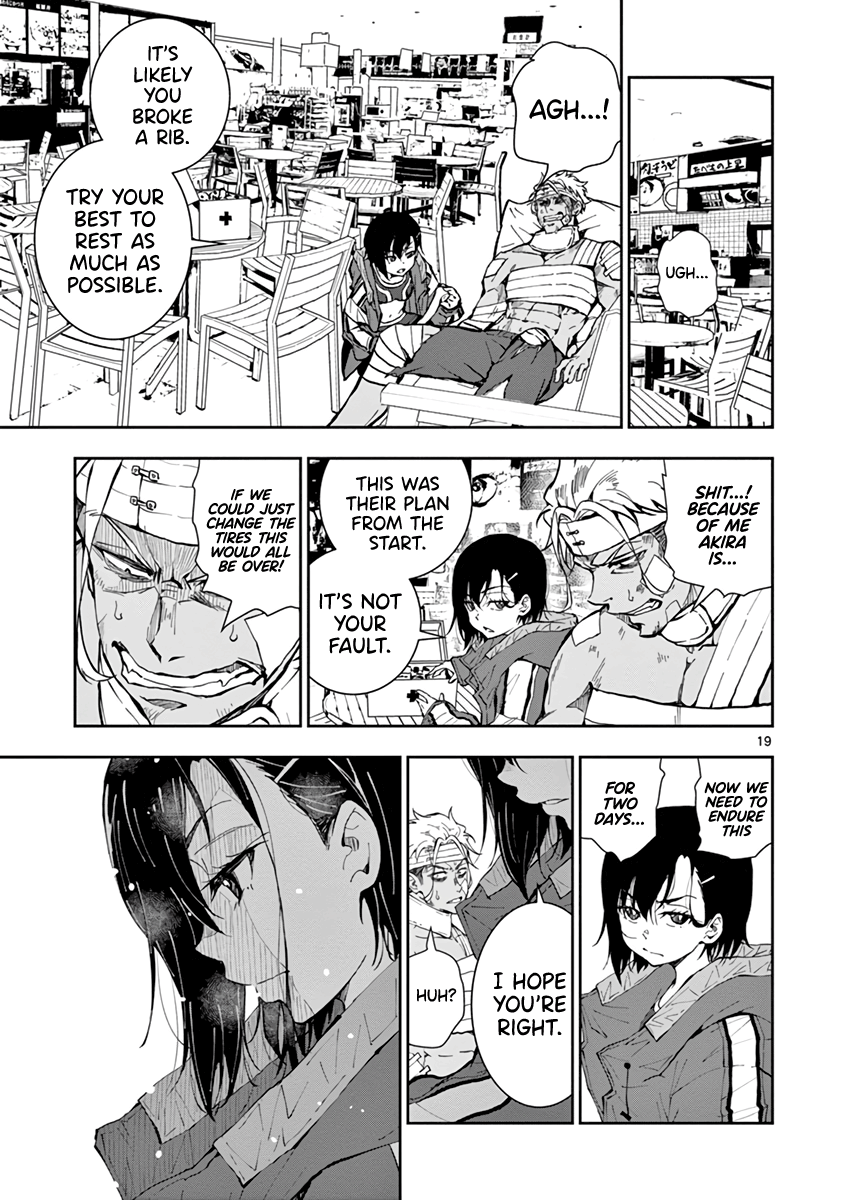 UGH...
AGH...!
IT'S
LIKELY
YOU
BROKE
A RIB.
TRY YOUR
BEST TO
REST AS
MUCH AS
POSSIBLE.
SHIT...!
BECAUSE
OF ME
AKIRA
IS...
THIS WAS
THEIR PLAN
FROM THE
START.
IT'S NOT
YOUR
FAULT.
IF WE
COULD JUST
CHANGE THE
TIRES THIS
WOULD ALL
BE OVER!
19
NOW WE
NEED TO
ENDURE
THIS
FOR
TWO
DAYS...
I HOPE
YOU'RE
RIGHT.
HUH?